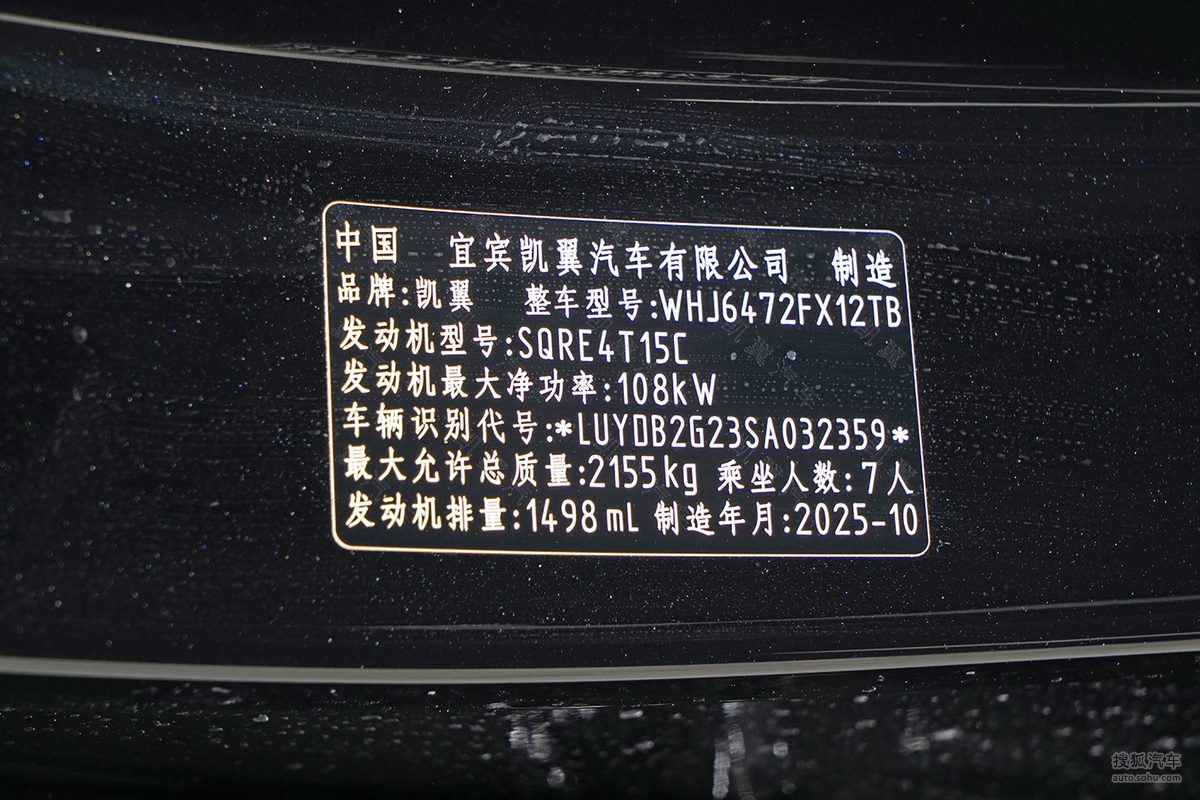 中国 宜宾凯翼汽车有限公司 制造
品牌:凯翼 整车型号:WHJ6472FX12TB
发动机型号:SQRE4T15C
发动机最大净功率:108kW
车辆识别代号:*LUYDB2G23SA032359*
最大允许总质量:2155kg 乘坐人数:7人
发动机排量:1498mL 制造年月:2025-10
搜狐汽车
auto.sohu.com